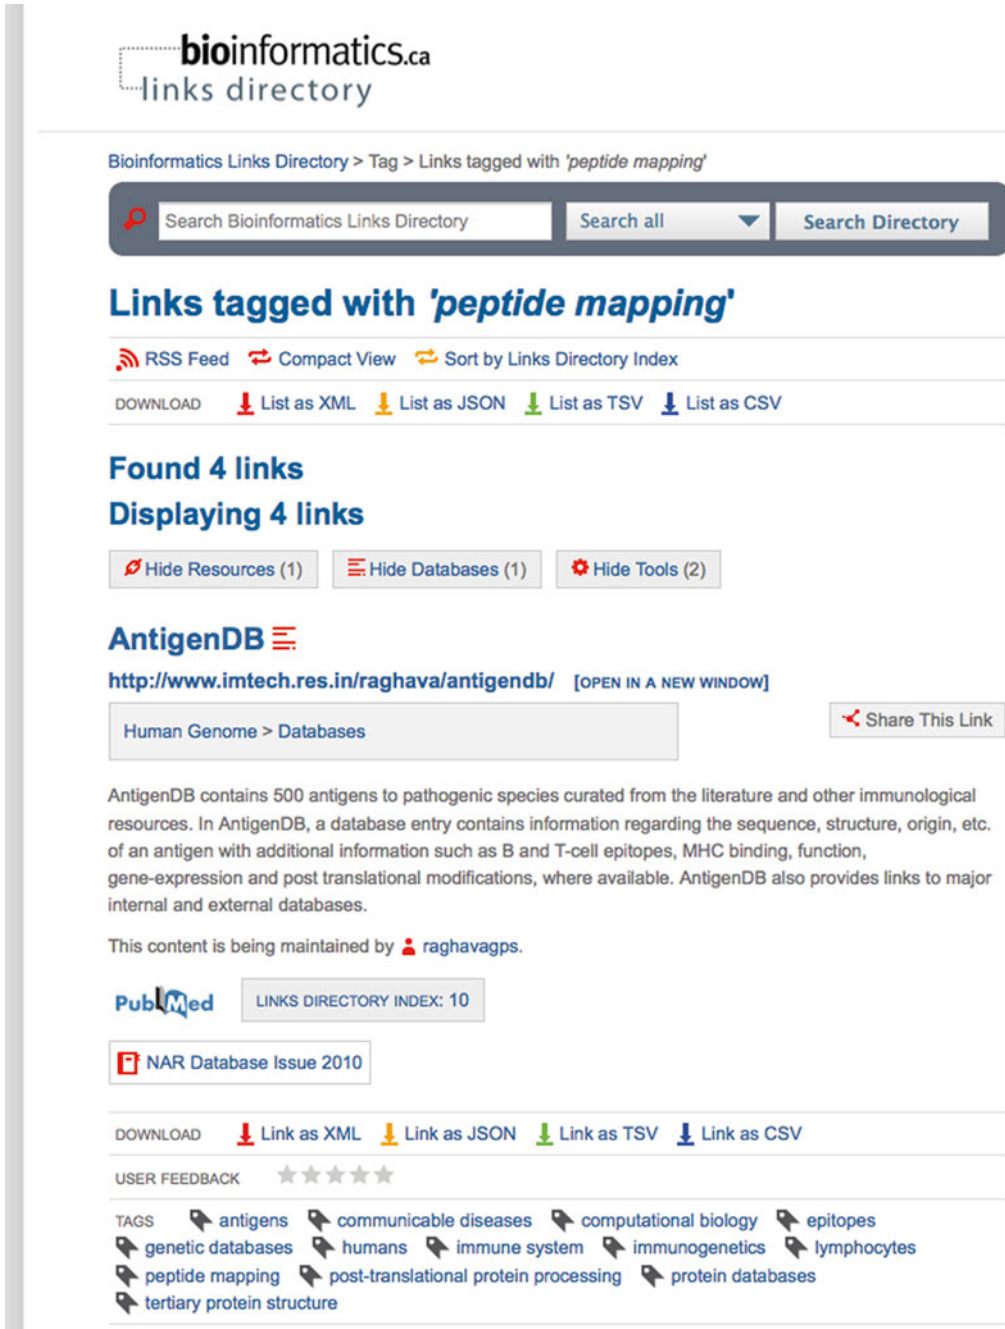 bioinformatics.ca
links directory
Bioinformatics Links Directory > Tag > Links tagged with 'peptide mapping'
Search Bioinformatics Links Directory Search all Search Directory
Links tagged with 'peptide mapping'
RSS Feed Compact View Sort by Links Directory Index
DOWNLOAD List as XML List as JSON List as TSV List as CSV
Found 4 links
Displaying 4 links
Hide Resources (1) Hide Databases (1) Hide Tools (2)
AntigenDB
http://www.imtech.res.in/raghava/antigendb/ [OPEN IN A NEW WINDOW]
Human Genome > Databases Share This Link
AntigenDB contains 500 antigens to pathogenic species curated from the literature and other immunological
resources. In AntigenDB, a database entry contains information regarding the sequence, structure, origin, etc.
of an antigen with additional information such as B and T-cell epitopes, MHC binding, function,
gene-expression and post translational modifications, where available. AntigenDB also provides links to major
internal and external databases.
This content is being maintained by raghavagps.
PubMed LINKS DIRECTORY INDEX: 10
NAR Database Issue 2010
DOWNLOAD Link as XML Link as JSON Link as TSV Link as CSV
USER FEEDBACK
TAGS antigens communicable diseases computational biology epitopes
genetic databases humans immune system immunogenetics lymphocytes
peptide mapping post-translational protein processing protein databases
tertiary protein structure